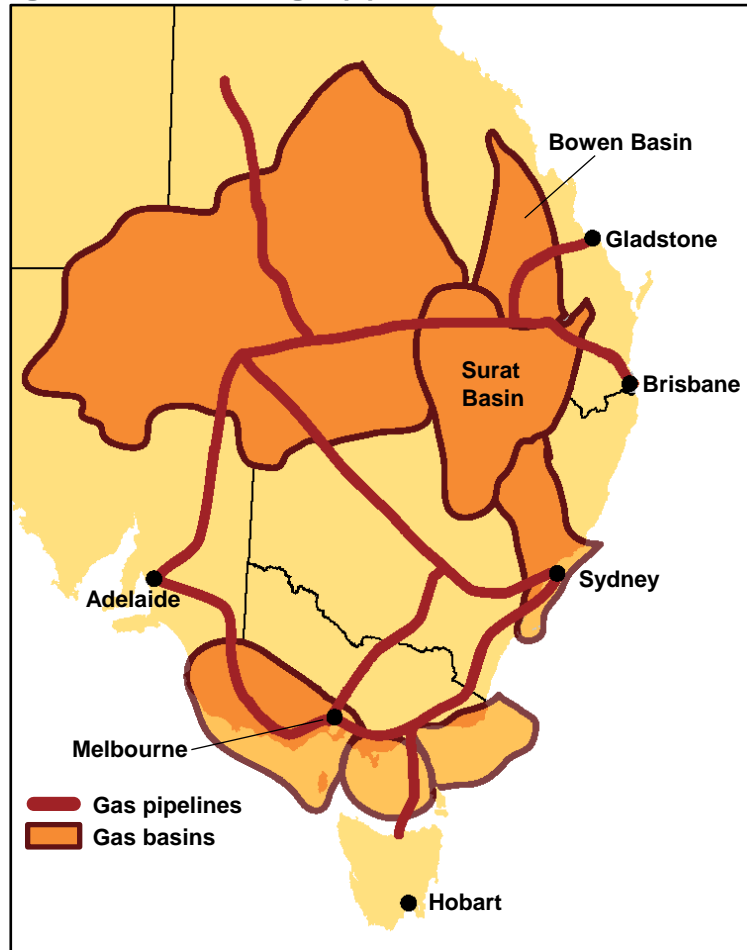 Bowen Basin
Gladstone
Surat
Basin
Brisbane
Sydney
Adelaide
Melbourne
Gas pipelines
Gas basins
Hobart